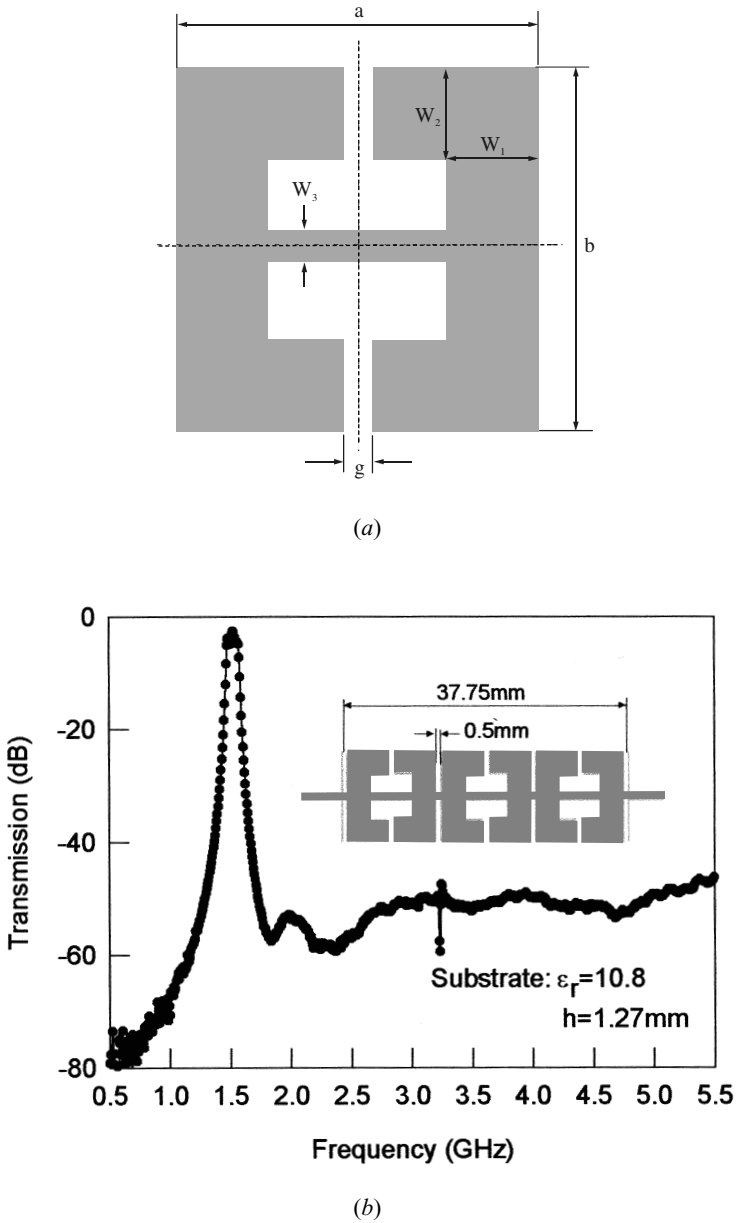 a
W₂
W₁
W₃
b
g
(a)
0
-20
-40
-60
-80
Transmission (dB)
37.75mm
0.5mm
Substrate: εr=10.8
h=1.27mm
0.5 1.0 1.5 2.0 2.5 3.0 3.5 4.0 4.5 5.0 5.5
Frequency (GHz)
(b)